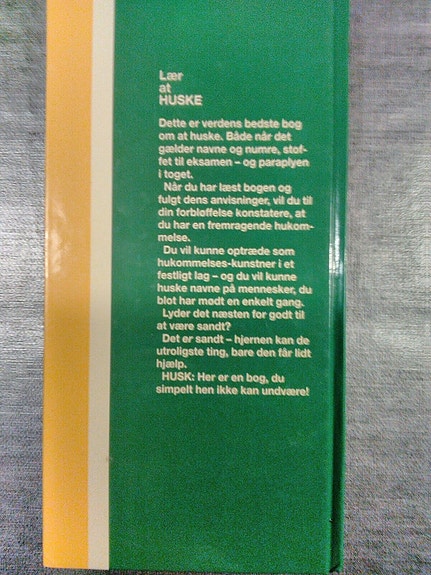 Lær
at
HUSKE
Dette er verdens bedste bog
om at huske. Både når det
gælder navne og numre, stof-
fet til eksamen – og paraplyen
i toget.
Når du har læst bogen og
fulgt dens anvisninger, vil du til
din forbløffelse konstatere, at
du har en fremragende hukom-
melse.
Du vil kunne optræde som
hukommelses-kunstner i et
festligt lag – og du vil kunne
huske navne på mennesker, du
blot har mødt en enkelt gang.
Lyder det næsten for godt til
at være sandt?
Det er sandt – hjernen kan de
utroligste ting, bare den får lidt
hjælp.
HUSK: Her er en bog, du
simpelt hen ikke kan undvære!